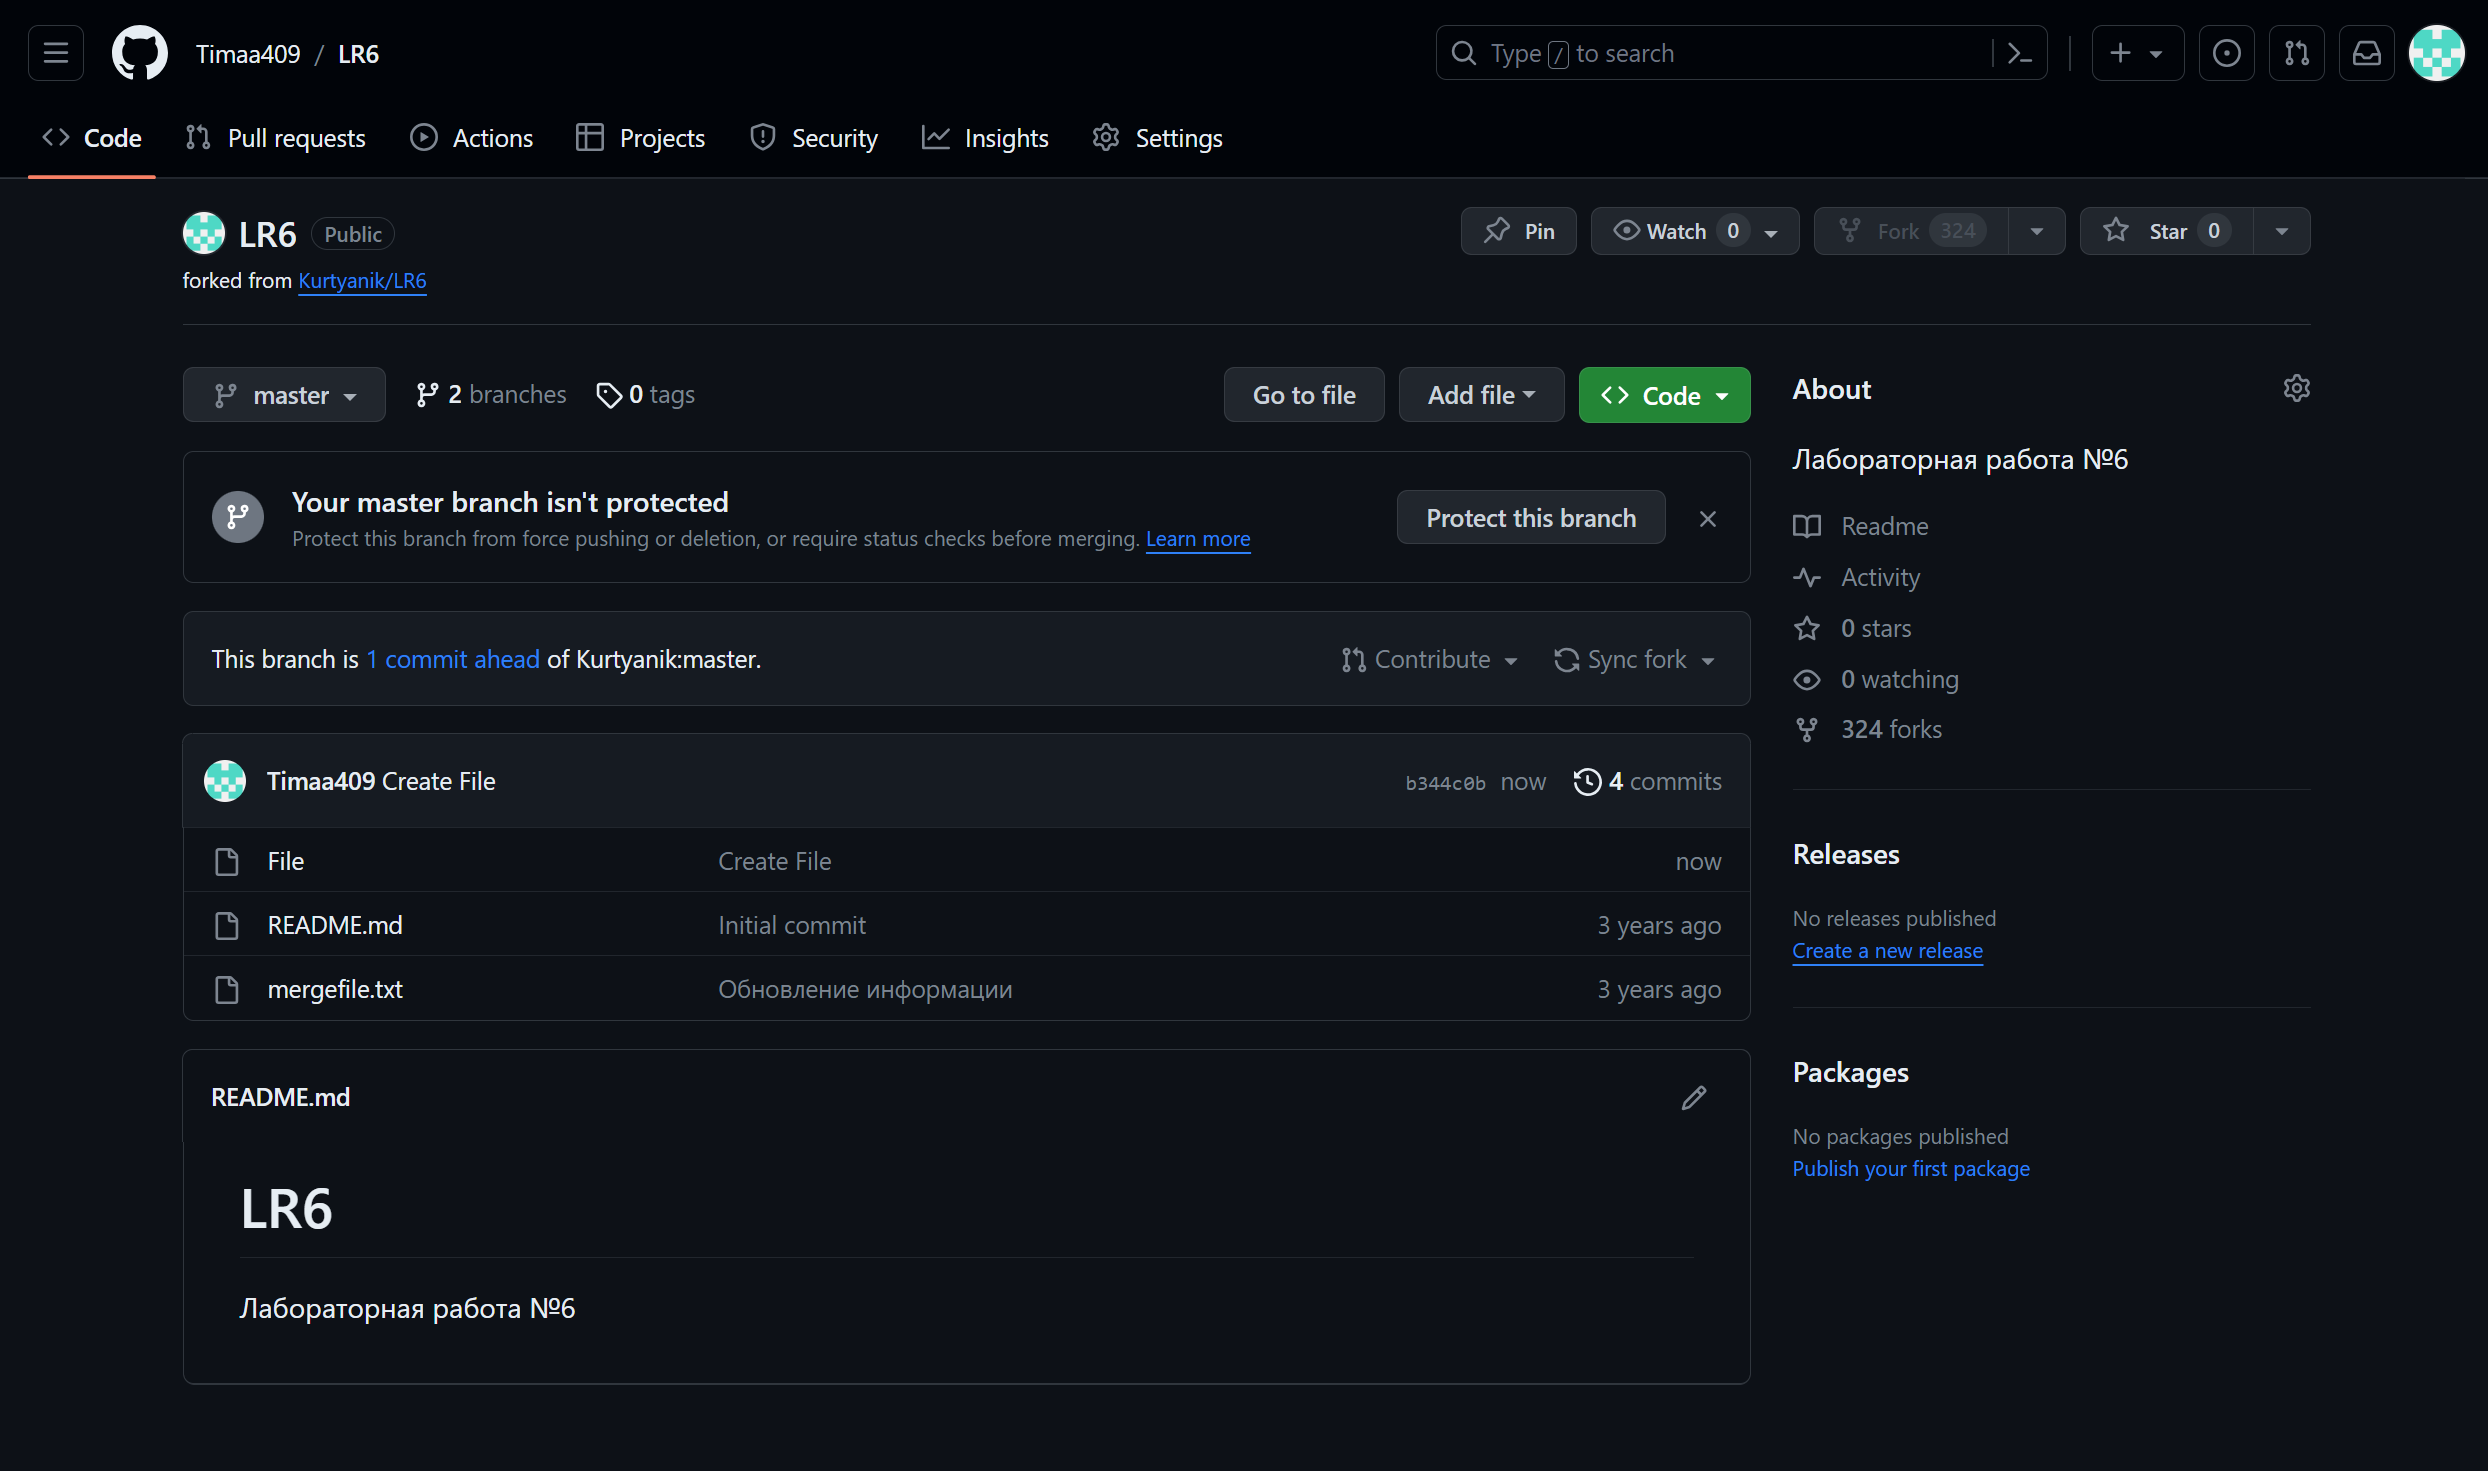 Timaa409 / LR6
Type / to search
Code
Pull requests
Actions
Projects
Security
Insights
Settings
LR6 Public
Pin
Watch 0
Fork 324
Star 0
forked from Kurtyanik/LR6
master
2 branches
0 tags
Go to file
Add file
Code
Your master branch isn't protected
Protect this branch from force pushing or deletion, or require status checks before merging. Learn more
Protect this branch
This branch is 1 commit ahead of Kurtyanik:master.
Contribute
Sync fork
Timaa409 Create File
b344c0b now
4 commits
File Create File now
README.md Initial commit 3 years ago
mergefile.txt Обновление информации 3 years ago
README.md
LR6
Лабораторная работа №6
About
Лабораторная работа №6
Readme
Activity
0 stars
0 watching
324 forks
Releases
No releases published
Create a new release
Packages
No packages published
Publish your first package